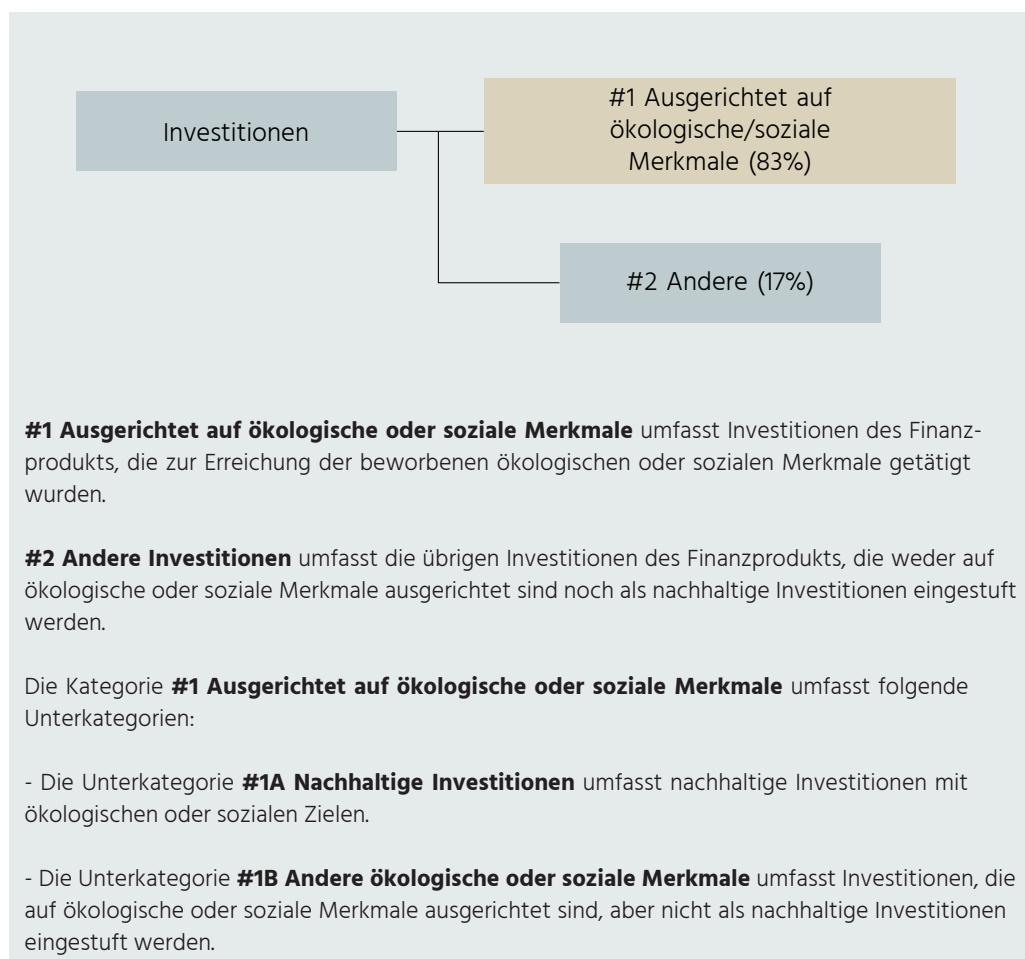 Investitionen
#1 Ausgerichtet auf
ökologische/soziale
Merkmale (83%)
#2 Andere (17%)
#1 Ausgerichtet auf ökologische oder soziale Merkmale umfasst Investitionen des Finanz-
produkts, die zur Erreichung der beworbenen ökologischen oder sozialen Merkmale getätigt
wurden.
#2 Andere Investitionen umfasst die übrigen Investitionen des Finanzprodukts, die weder auf
ökologische oder soziale Merkmale ausgerichtet sind noch als nachhaltige Investitionen eingestuft
werden.
Die Kategorie #1 Ausgerichtet auf ökologische oder soziale Merkmale umfasst folgende
Unterkategorien:
- Die Unterkategorie #1A Nachhaltige Investitionen umfasst nachhaltige Investitionen mit
ökologischen oder sozialen Zielen.
- Die Unterkategorie #1B Andere ökologische oder soziale Merkmale umfasst Investitionen, die
auf ökologische oder soziale Merkmale ausgerichtet sind, aber nicht als nachhaltige Investitionen
eingestuft werden.